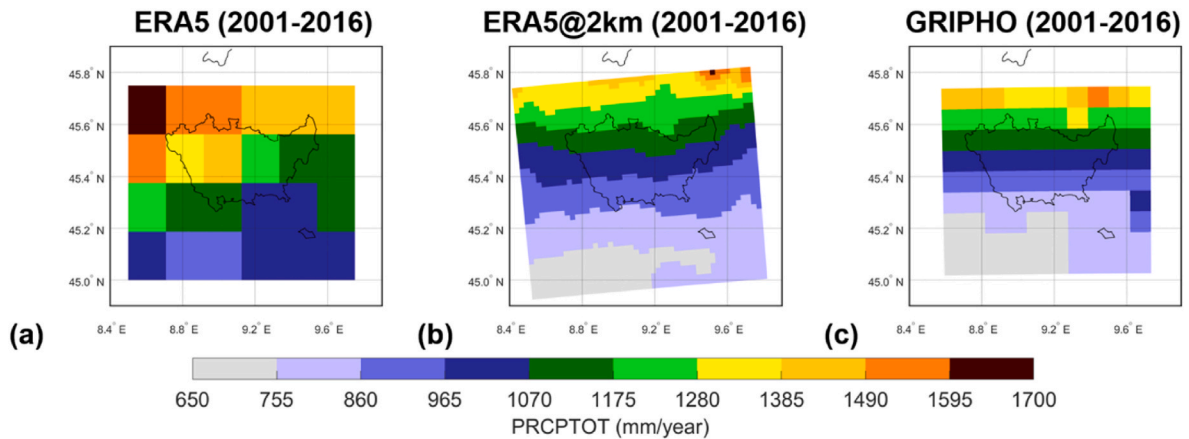 ERA5 (2001-2016)
ERA5@2km (2001-2016)
GRIPHO (2001-2016)
45.8° N
45.6° N
45.4° N
45.2° N
45.0° N
8.4° E
8.8° E
9.2° E
9.6° E
(a)
45.8° N
45.6° N
45.4° N
45.2° N
45.0° N
8.4° E
8.8° E
9.2° E
9.6° E
(b)
45.8° N
45.6° N
45.4° N
45.2° N
45.0° N
8.4° E
8.8° E
9.2° E
9.6° E
(c)
650 755 860 965 1070 1175 1280 1385 1490 1595 1700
PRCPTOT (mm/year)